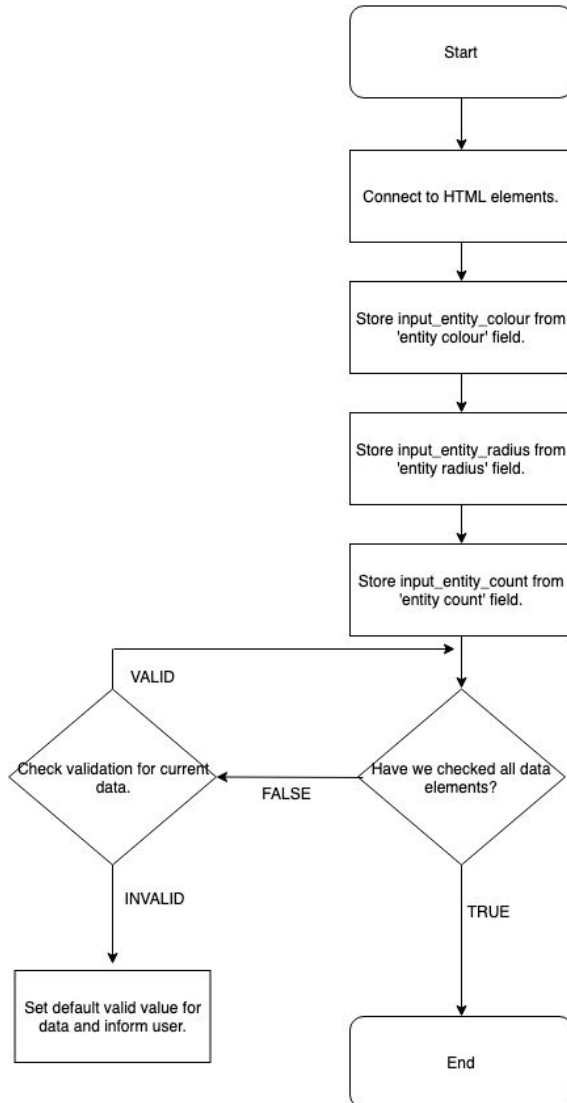 Start
Connect to HTML elements.
Store input_entity_colour from
'entity colour' field.
Store input_entity_radius from
'entity radius' field.
Store input_entity_count from
'entity count' field.
VALID
Check validation for current
data.
FALSE
Have we checked all data
elements?
INVALID
TRUE
Set default valid value for
data and inform user.
End